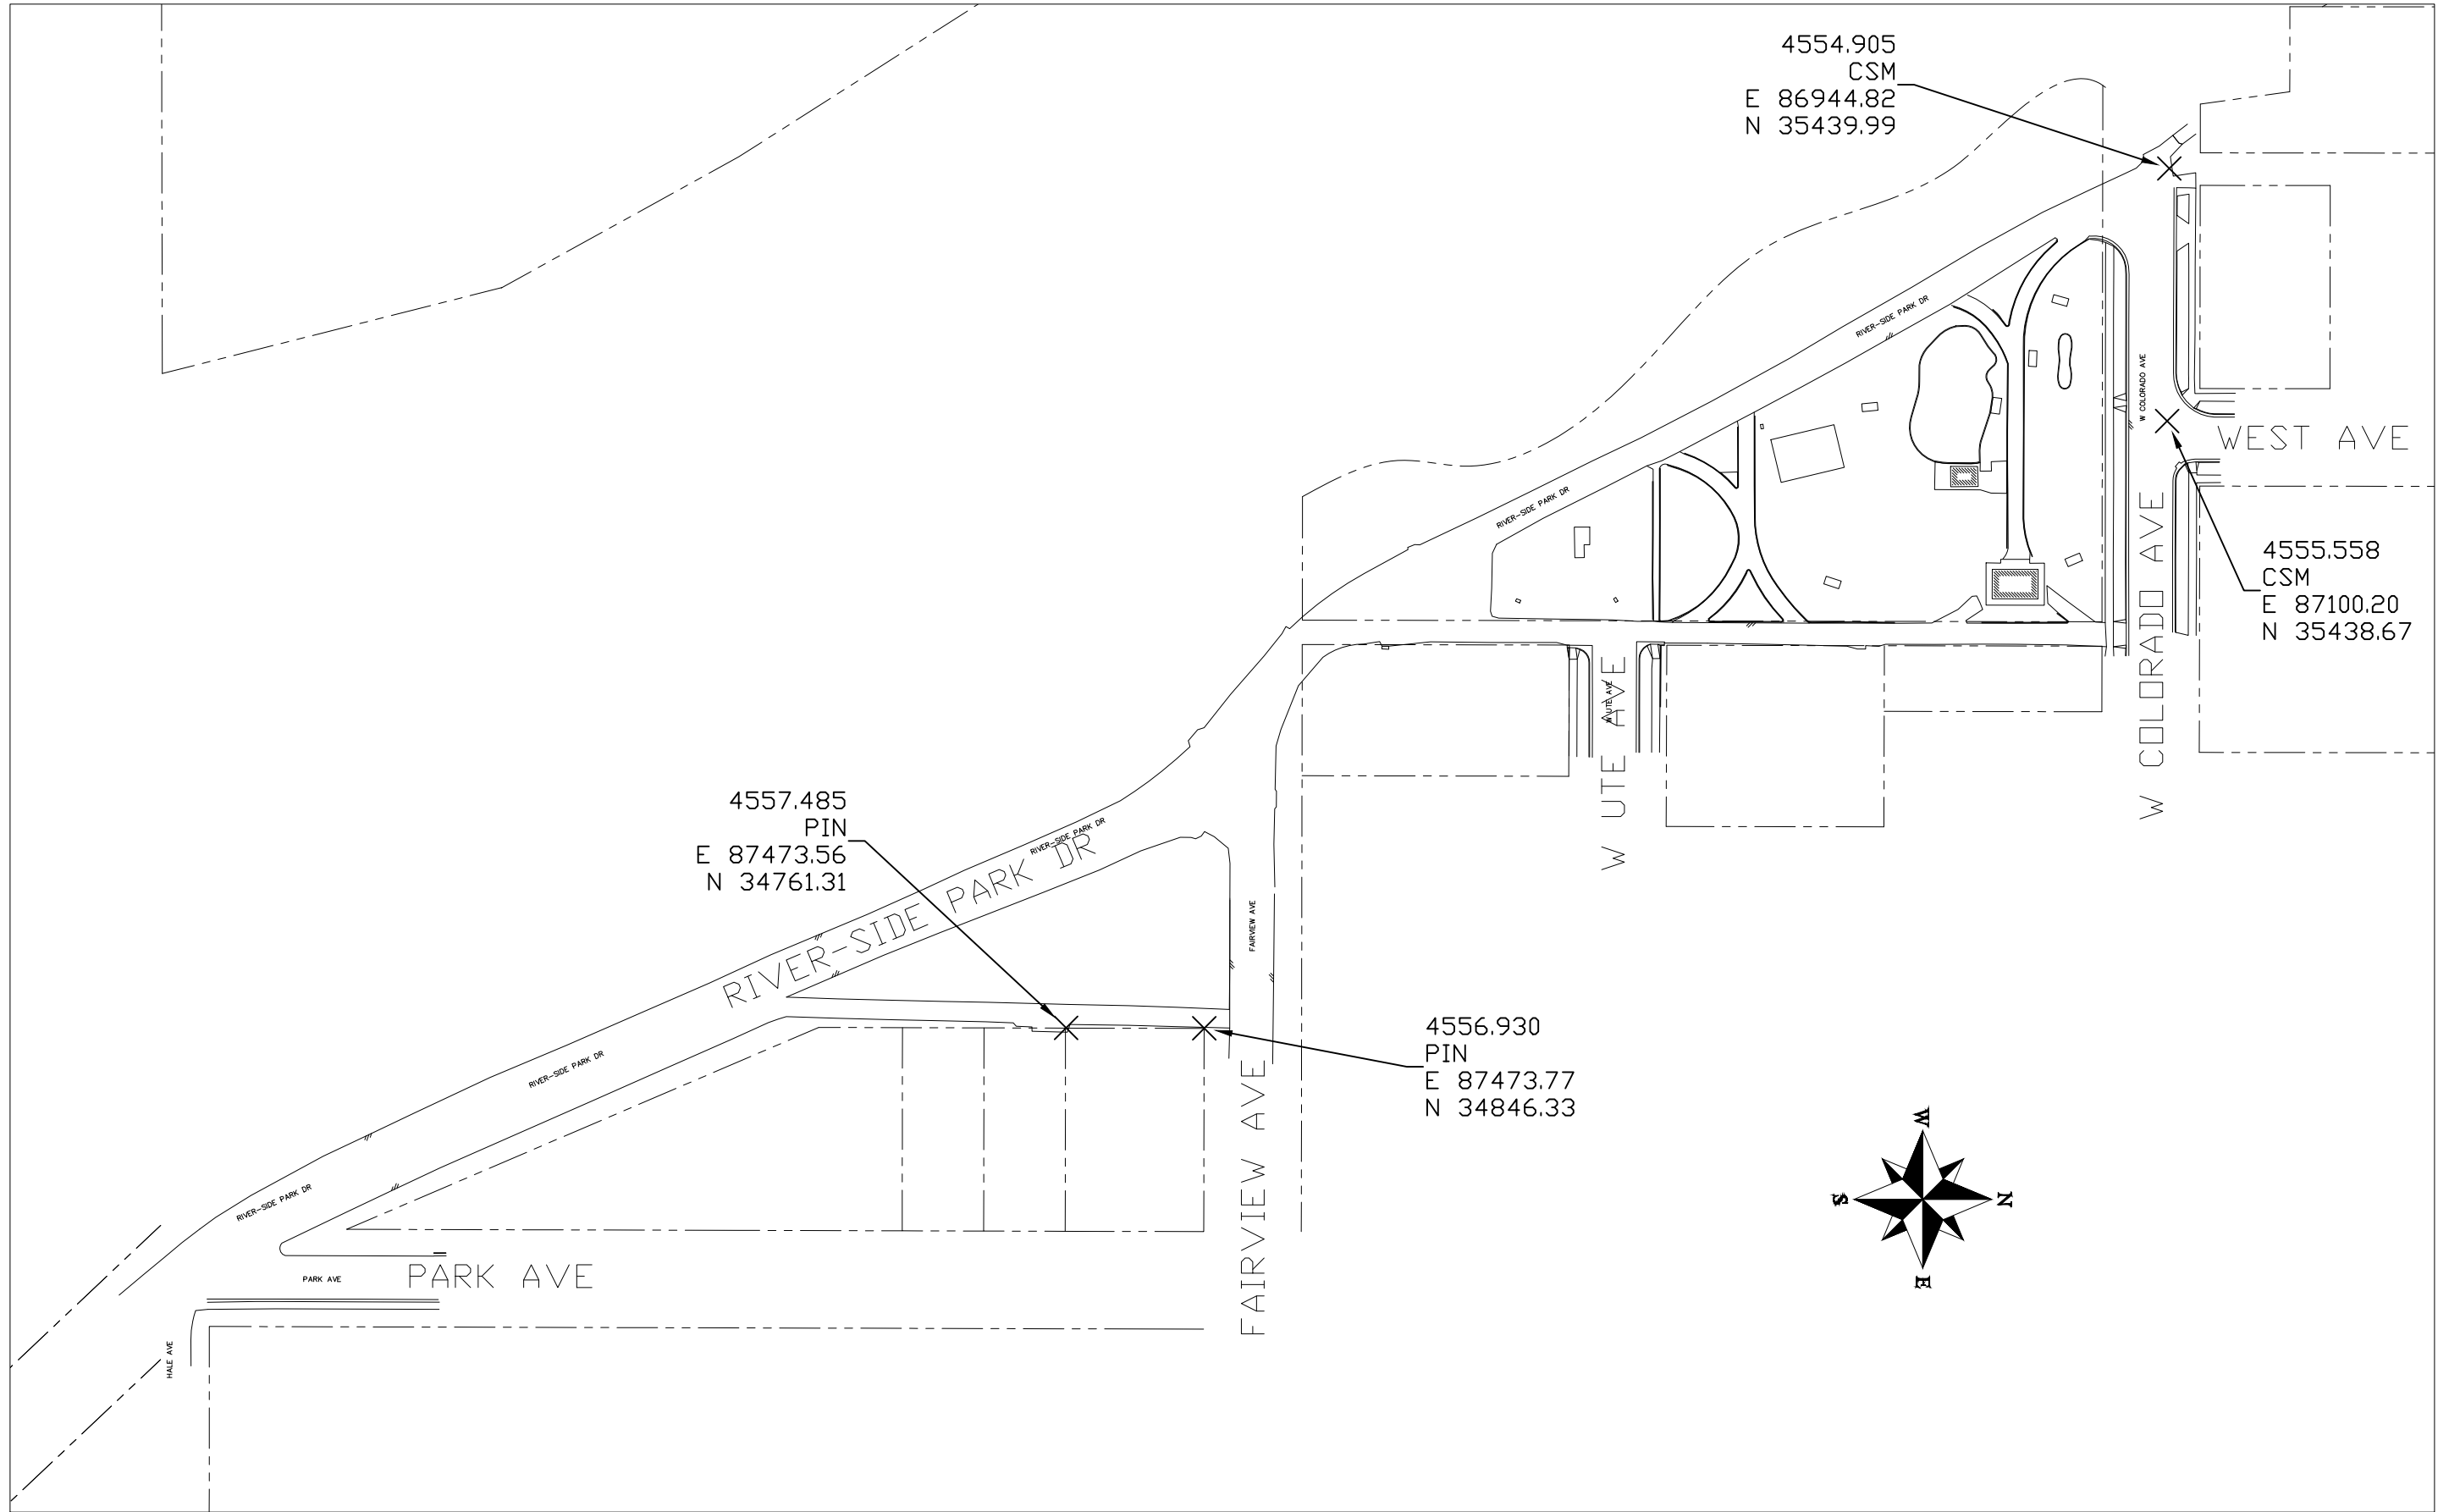 4554.905
CSM
E 86944.82
N 35439.99
RIVER-SIDE PARK DR
W COLORADO AVE
WEST AVE
RIVER-SIDE PARK DR
4555.558
CSM
E 87100.20
N 35438.67
W COLORADO AVE
W UTE AVE
W UTE AVE
4557.485
PIN
E 87473.56
N 34761.31
RIVER-SIDE PARK DR
RIVER-SIDE PARK DR
FAIRVIEW AVE
4556.930
PIN
E 87473.77
N 34846.33
RIVER-SIDE PARK DR
FAIRVIEW AVE
W
S
N
E
RIVER-SIDE PARK DR
PARK AVE
PARK AVE
HALE AVE